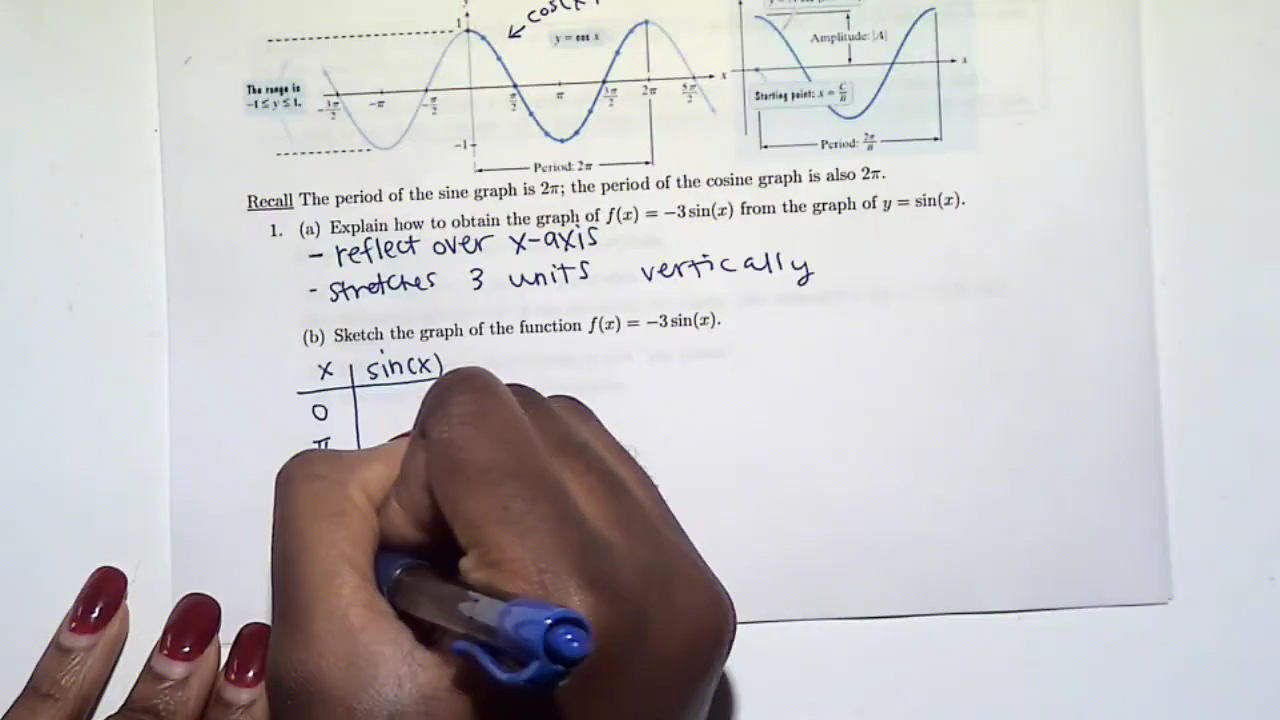 cos(x)
1
y = cos x
Amplitude: |A|
x
x
The range is
−1 ≤ y ≤ 1.
−3π/2 −π −π/2 π/2 π 3π/2 2π 5π/2
Starting point: x = C/B
−1
Period: 2π
Period: 2π/B
Recall The period of the sine graph is 2π; the period of the cosine graph is also 2π.
1. (a) Explain how to obtain the graph of f(x) = −3 sin(x) from the graph of y = sin(x).
- reflect over x-axis
- stretches 3 units vertically
(b) Sketch the graph of the function f(x) = −3 sin(x).
x sin(x)
0
π